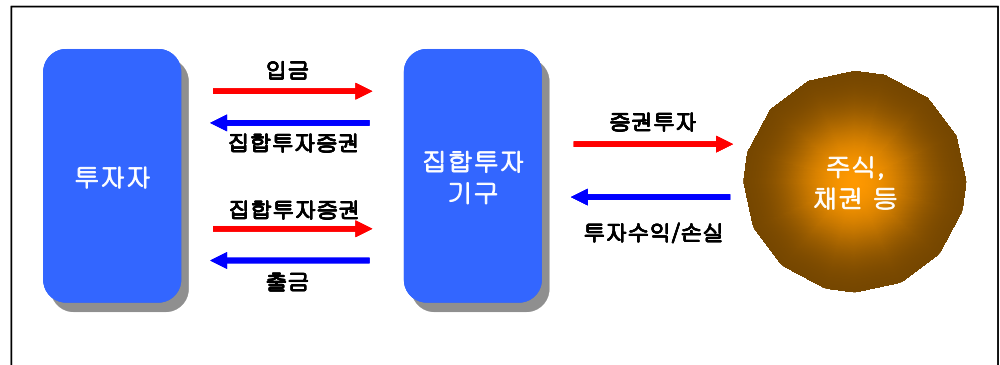 입금
집합투자증권
투자자
집합투자증권
출금
집합투자
기구
증권투자
투자수익/손실
주식,
채권 등